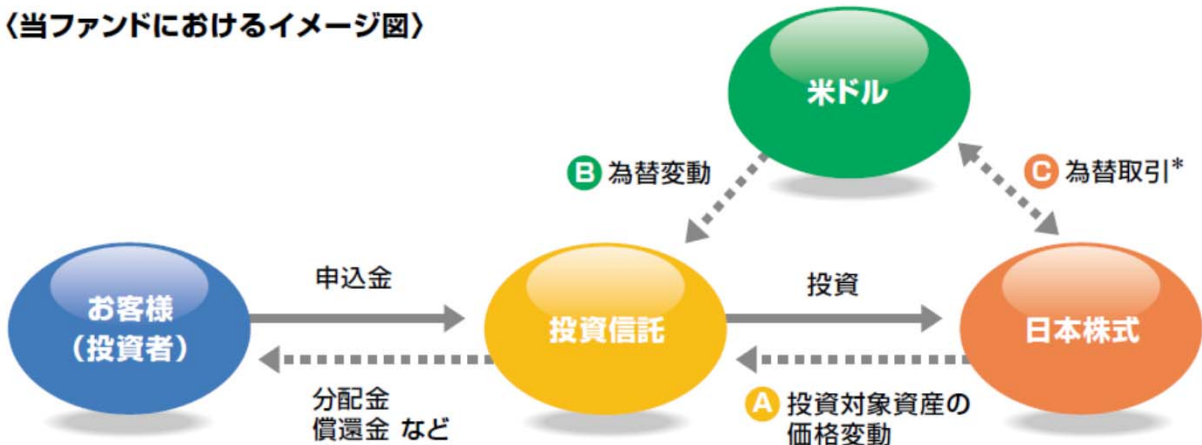 〈当ファンドにおけるイメージ図〉
米ドル
B 為替変動
C 為替取引*
お客様
（投資者）
申込金
投資信託
投資
日本株式
分配金
償還金 など
A 投資対象資産の
価格変動